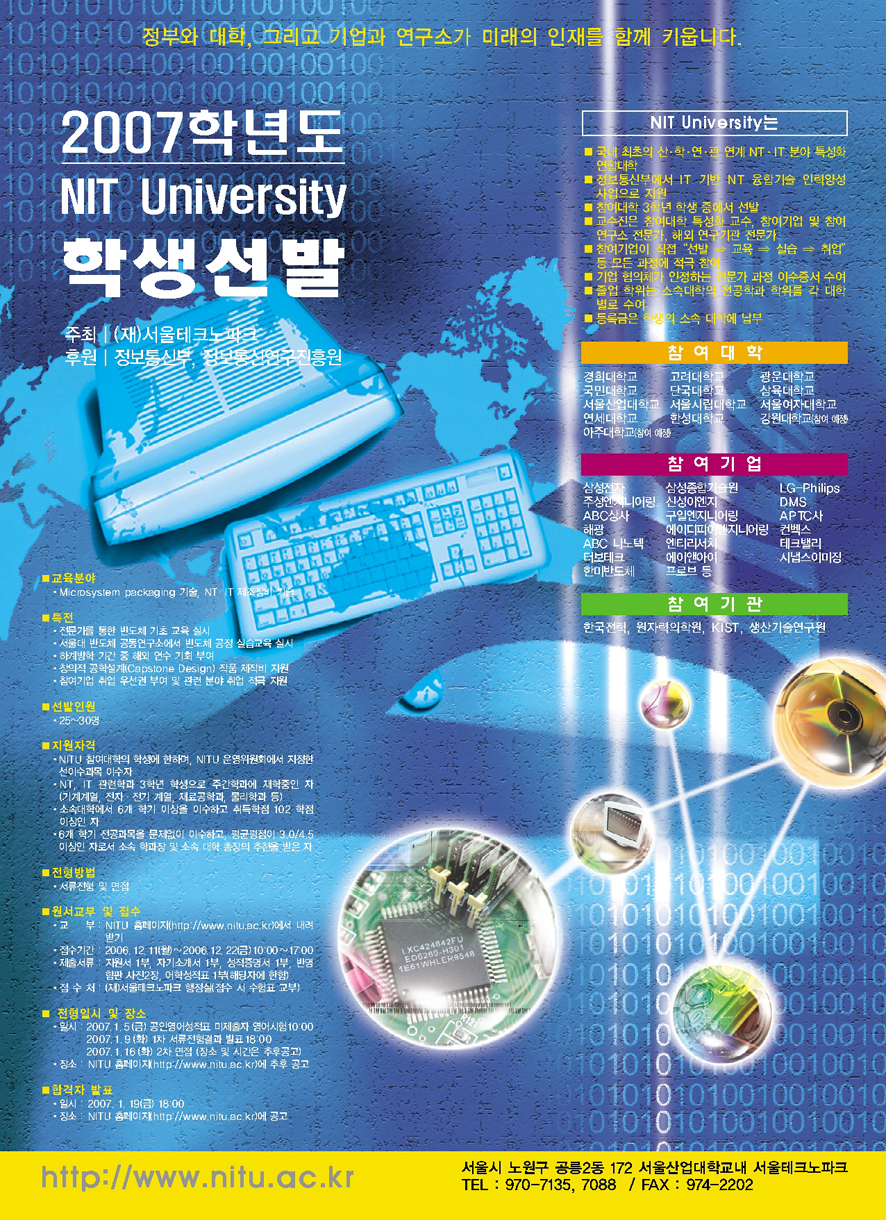 정부와 대학, 그리고 기업과 연구소가 미래의 인재를 함께 키웁니다.
2007학년도
NIT University
학생선발
주최 | (재)서울테크노파크
후원 | 정보통신부, 정보통신연구진흥원
■교육분야
• Microsystem packaging 기술, NT·IT 제조장비 기술
■특전
• 전문가를 통한 반도체 기초 교육 실시
• 서울대 반도체 공동연구소에서 반도체 공정 실습교육 실시
• 하계방학 기간 중 해외 연수 기회 부여
• 창의적 공학설계(Capstone Design) 작품 제작비 지원
• 참여기업 취업 우선권 부여 및 관련 분야 취업 적극 지원
■선발인원
• 25~30명
■지원자격
• NITU 참여대학의 학생에 한하며, NITU 운영위원회에서 지정한
선이수과목 이수자
• NT, IT 관련학과 3학년 학생으로 주간학과에 재학중인 자
(기계계열, 전자·전기 계열, 재료공학과, 물리학과 등)
• 소속대학에서 6개 학기 이상을 이수하고 취득학점 102 학점
이상인 자
• 6개 학기 전공과목을 문제없이 이수하고, 평균평점이 3.0/4.5
이상인 자로서 소속 학과장 및 소속 대학 총장의 추천을 받은 자
■전형방법
• 서류전형 및 면접
■원서교부 및 접수
• 교 부 : NITU 홈페이지(http://www.nitu.ac.kr)에서 내려
받기
• 접수기간 : 2006. 12. 11(월)~2006. 12. 22(금) 10:00~17:00
• 제출서류 : 지원서 1부, 자기소개서 1부, 성적증명서 1부, 반명
함판 사진2장, 어학성적표 1부(해당자에 한함)
• 접 수 처 : (재)서울테크노파크 행정실(접수 시 수험표 교부)
■ 전형일시 및 장소
• 일시 : 2007. 1. 5(금) 공인영어성적표 미제출자 영어시험10:00
2007. 1. 9 (화) 1차 서류전형결과 발표 18:00
2007. 1. 16 (화) 2차 면접 (장소 및 시간은 추후공고)
• 장소 : NITU 홈페이지(http://www.nitu.ac.kr)에 추후 공고
■합격자 발표
• 일시 : 2007. 1. 19(금) 18:00
• 장소 : NITU 홈페이지(http://www.nitu.ac.kr)에 공고
NIT University는
■ 국내 최초의 산·학·연·관 연계 NT·IT 분야 특성화
연합대학
■ 정보통신부에서 IT 기반 NT 융합기술 인력양성
사업으로 지원
■ 참여대학 3학년 학생 중에서 선발
■ 교수진은 참여대학 특성화 교수, 참여기업 및 참여
연구소 전문가, 해외 연구기관 전문가
■ 참여기업이 직접 "선발 ⇒ 교육 ⇒ 실습 ⇒ 취업"
등 모든 과정에 적극 참여
■ 기업 협의체가 인정하는 전문가 과정 이수증서 수여
■ 졸업 학위는 소속대학의 전공학과 학위를 각 대학
별로 수여
■ 등록금은 학생의 소속 대학에 납부
참 여 대 학
경희대학교 고려대학교 광운대학교
국민대학교 단국대학교 삼육대학교
서울산업대학교 서울시립대학교 서울여자대학교
연세대학교 한성대학교 강원대학교(참여 예정)
아주대학교(참여 예정)
참 여 기 업
삼성전자 삼성종합기술원 LG-Philips
주성엔지니어링 신성이엔지 DMS
ABC상사 구일엔지니어링 APTC사
해광 에이디피엔지니어링 컨벡스
ABC 나노텍 엔티리서치 테크밸리
터보테크 에이앤아이 시냅스이미징
한미반도체 프로브 등
참 여 기 관
한국전력, 원자력의학원, KIST, 생산기술연구원
LXC424842FU
ED0260-H301
1E61WHLEK9548
http://www.nitu.ac.kr
서울시 노원구 공릉2동 172 서울산업대학교내 서울테크노파크
TEL : 970-7135, 7088 / FAX : 974-2202